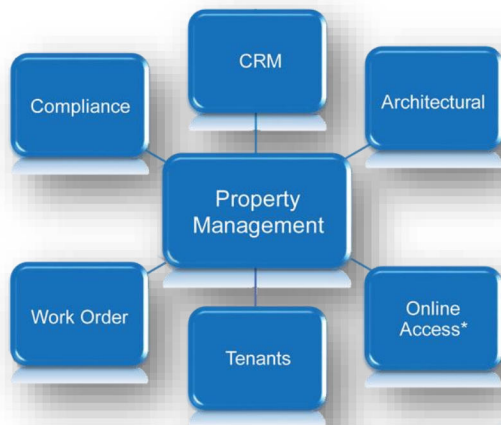 CRM
Compliance
Architectural
Property
Management
Work Order
Tenants
Online
Access*